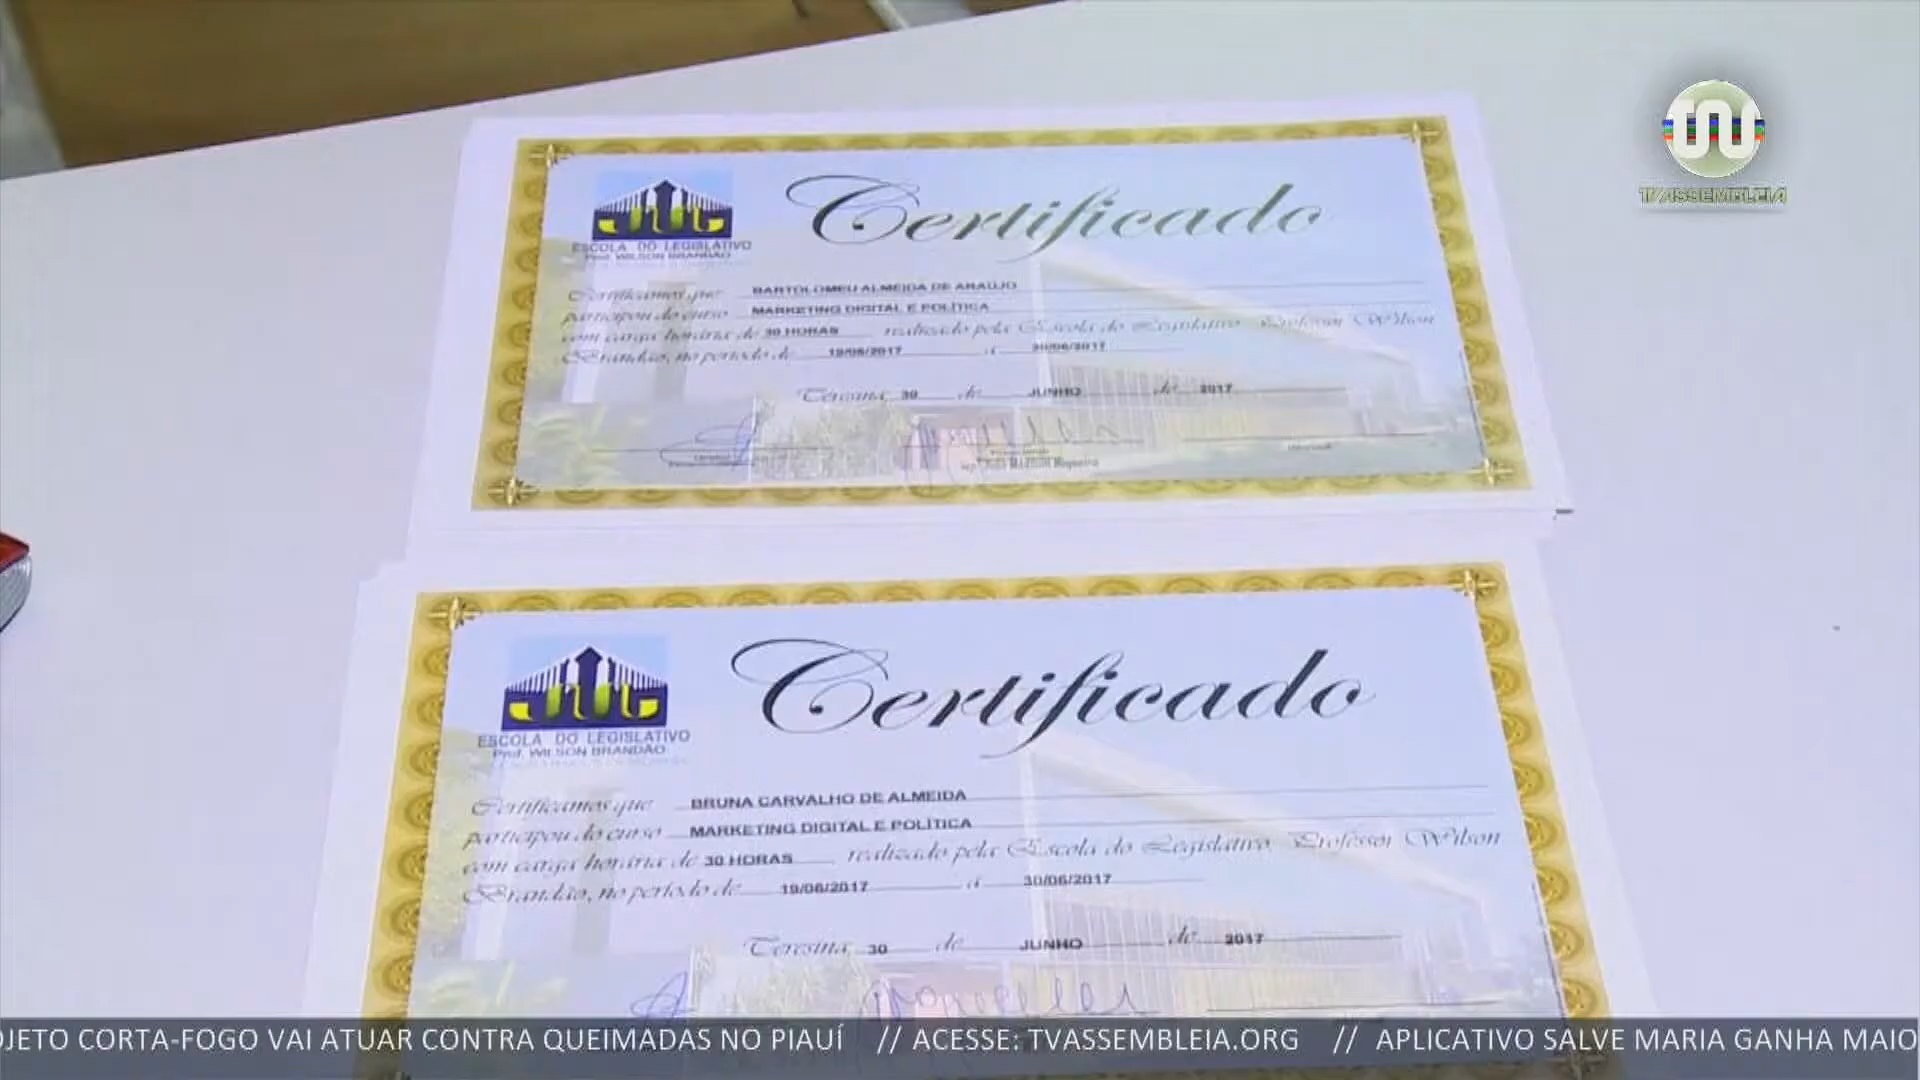 TVASSEMBLEIA
Certificado
ESCOLA DO LEGISLATIVO
Prof. WILSON BRANDÃO
Certificamos que BARTOLOMEU ALMEIDA DE ARAUJO
participou do curso MARKETING DIGITAL E POLÍTICA
com carga horária de 30 HORAS realizado pela Escola do Legislativo Professor Wilson
Brandão, no período de 19/06/2017 a 30/06/2017
Teresina 30 de JUNHO de 2017
Certificado
ESCOLA DO LEGISLATIVO
Prof. WILSON BRANDÃO
Certificamos que BRUNA CARVALHO DE ALMEIDA
participou do curso MARKETING DIGITAL E POLÍTICA
com carga horária de 30 HORAS realizado pela Escola do Legislativo Professor Wilson
Brandão, no período de 19/06/2017 a 30/06/2017
Teresina 30 de JUNHO de 2017
OJETO CORTA-FOGO VAI ATUAR CONTRA QUEIMADAS NO PIAUÍ // ACESSE: TVASSEMBLEIA.ORG // APLICATIVO SALVE MARIA GANHA MAIO